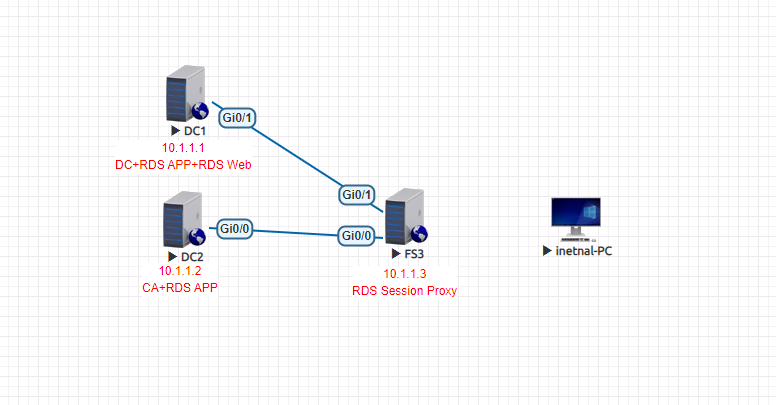 Gi0/1
DC1
10.1.1.1
DC+RDS APP+RDS Web
Gi0/1
Gi0/0
Gi0/0
DC2
10.1.1.2
CA+RDS APP
FS3
10.1.1.3
RDS Session Proxy
inetnal-PC